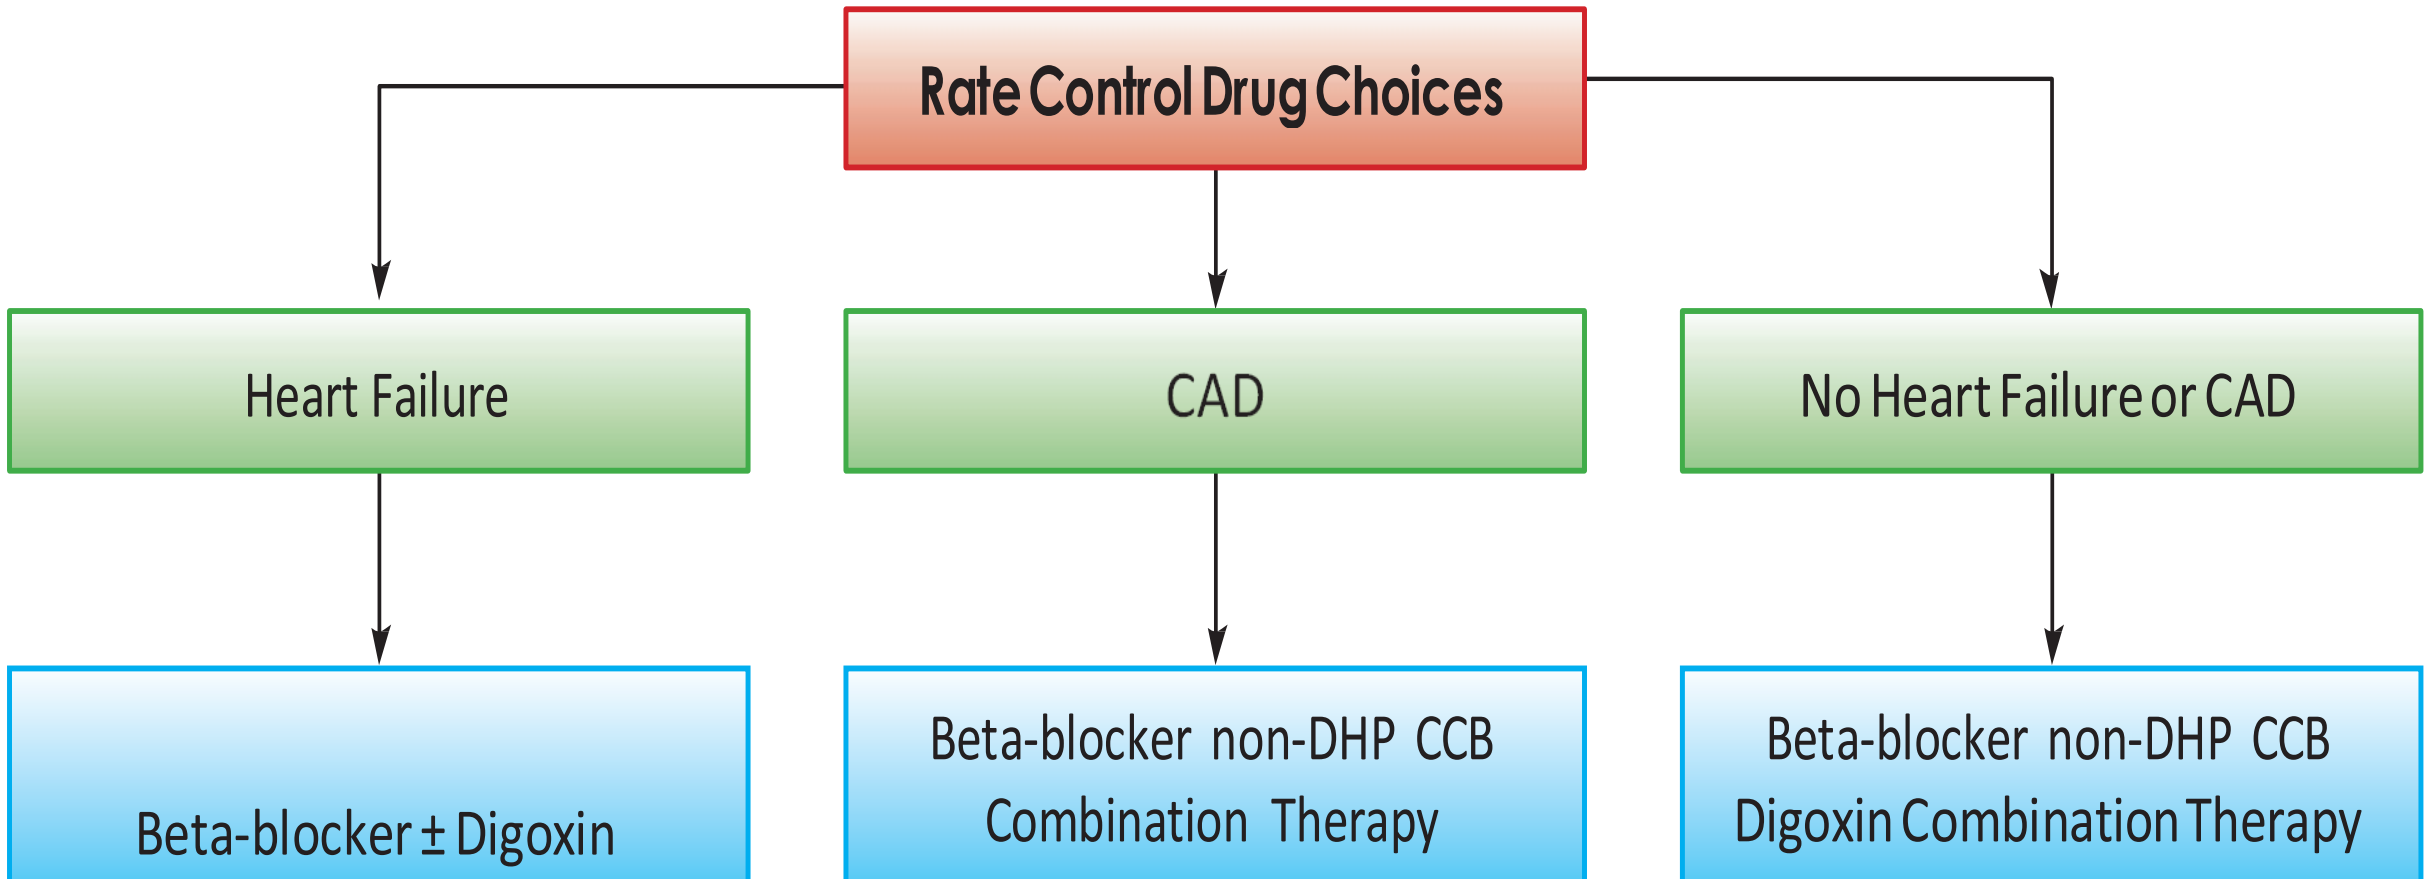 Rate Control Drug Choices
Heart Failure
CAD
No Heart Failure or CAD
Beta-blocker ± Digoxin
Beta-blocker non-DHP CCB
Combination Therapy
Beta-blocker non-DHP CCB
Digoxin Combination Therapy